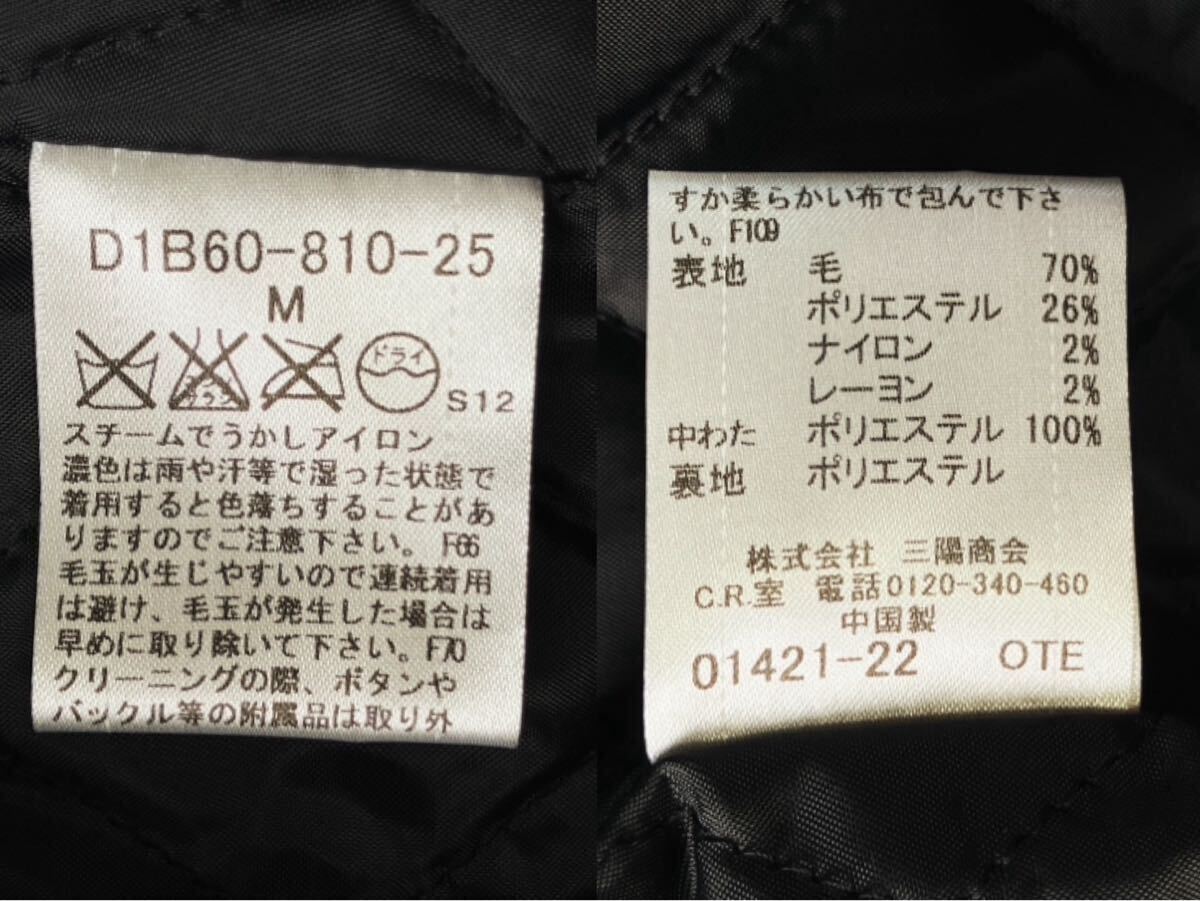 D1B60-810-25
M
ドライ
S12
スチームでうかしアイロン
濃色は雨や汗等で湿った状態で
着用すると色落ちすることがあ
りますのでご注意下さい。F66
毛玉が生じやすいので連続着用
は避け、毛玉が発生した場合は
早めに取り除いて下さい。F70
クリーニングの際、ボタンや
バックル等の附属品は取り外
すか柔らかい布で包んで下さ
い。F109
表地 毛 70%
ポリエステル 26%
ナイロン 2%
レーヨン 2%
中わた ポリエステル 100%
裏地 ポリエステル
株式会社 三陽商会
C.R.室 電話0120-340-460
中国製
01421-22 OTE